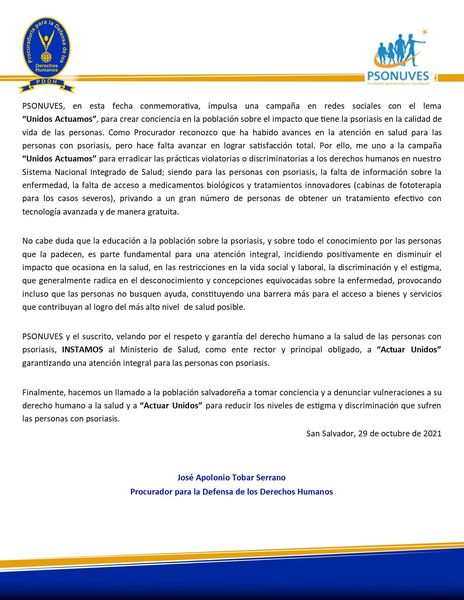 Procuraduría para la Defensa de los
Derechos
Humanos
PDDH
PSONUVES
PSONUVES, en esta fecha conmemorativa, impulsa una campaña en redes sociales con el lema
“Unidos Actuamos”, para crear conciencia en la población sobre el impacto que tiene la psoriasis en la calidad de
vida de las personas. Como Procurador reconozco que ha habido avances en la atención en salud para las
personas con psoriasis, pero hace falta avanzar en lograr satisfacción total. Por ello, me uno a la campaña
“Unidos Actuamos” para erradicar las prácticas violatorias o discriminatorias a los derechos humanos en nuestro
Sistema Nacional Integrado de Salud; siendo para las personas con psoriasis, la falta de información sobre la
enfermedad, la falta de acceso a medicamentos biológicos y tratamientos innovadores (cabinas de fototerapia
para los casos severos), privando a un gran número de personas de obtener un tratamiento efectivo con
tecnología avanzada y de manera gratuita.
No cabe duda que la educación a la población sobre la psoriasis, y sobre todo el conocimiento por las personas
que la padecen, es parte fundamental para una atención integral, incidiendo positivamente en disminuir el
impacto que ocasiona en la salud, en las restricciones en la vida social y laboral, la discriminación y el estigma,
que generalmente radica en el desconocimiento y concepciones equivocadas sobre la enfermedad, provocando
incluso que las personas no busquen ayuda, constituyendo una barrera más para el acceso a bienes y servicios
que contribuyan al logro del más alto nivel de salud posible.
PSONUVES y el suscrito, velando por el respeto y garantía del derecho humano a la salud de las personas con
psoriasis, INSTAMOS al Ministerio de Salud, como ente rector y principal obligado, a “Actuar Unidos”
garantizando una atención integral para las personas con psoriasis.
Finalmente, hacemos un llamado a la población salvadoreña a tomar conciencia y a denunciar vulneraciones a su
derecho humano a la salud y a “Actuar Unidos” para reducir los niveles de estigma y discriminación que sufren
las personas con psoriasis.
San Salvador, 29 de octubre de 2021
José Apolonio Tobar Serrano
Procurador para la Defensa de los Derechos Humanos